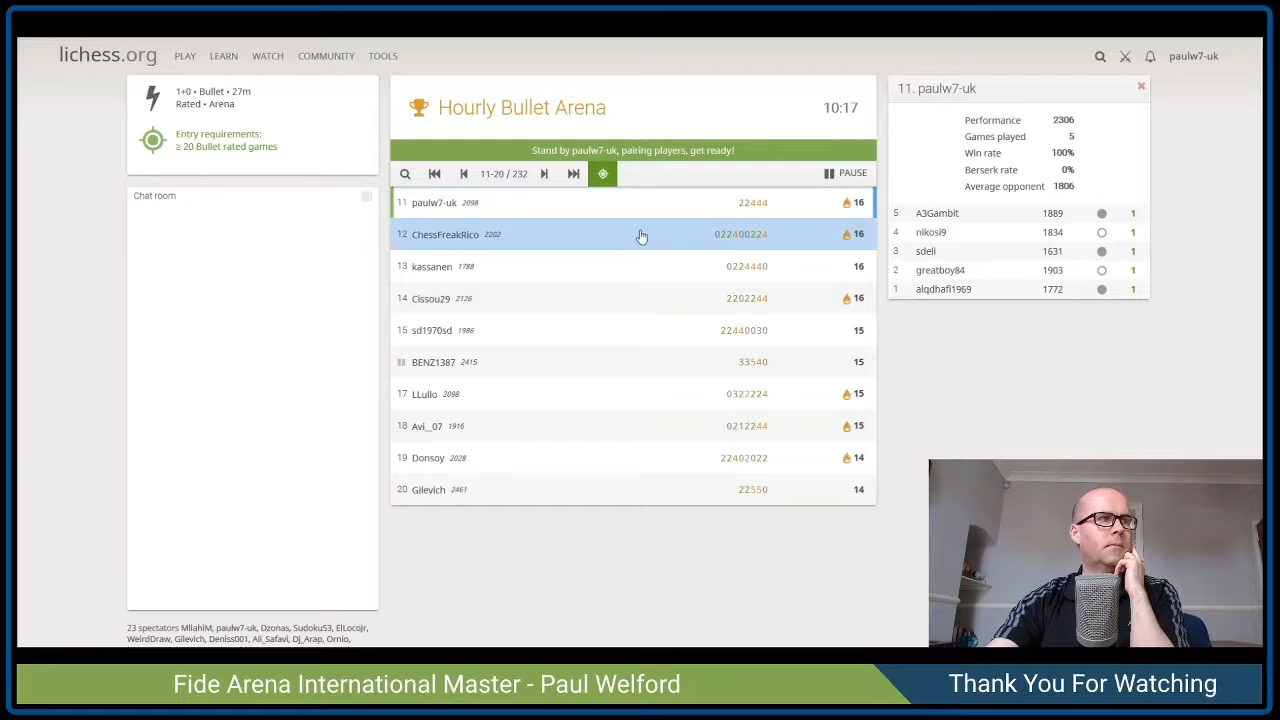 lichess.org PLAY LEARN WATCH COMMUNITY TOOLS paulw7-uk
1+0 • Bullet • 27m
Rated • Arena
Entry requirements:
≥ 20 Bullet rated games
Chat room
23 spectators MllahiM, paulw7-uk, Dzonas, Sudoku53, ElLocoJr,
WeirdDraw, Gilevich, Deniss001, Ali_Safavi, Dj_Arap, Ornio,
Hourly Bullet Arena 10:17
Stand by paulw7-uk, pairing players, get ready!
11-20 / 232 PAUSE
11 paulw7-uk 2098 22444 16
12 ChessFreakRico 2202 022400224 16
13 kassanen 1788 0224440 16
14 Cissou29 2126 2202244 16
15 sd1970sd 1986 22440030 15
BENZ1387 2415 33540 15
17 LLullo 2098 0322224 15
18 Avi__07 1916 0212244 15
19 Donsoy 2028 22402022 14
20 Gilevich 2461 22550 14
11. paulw7-uk
Performance 2306
Games played 5
Win rate 100%
Berserk rate 0%
Average opponent 1806
5 A3Gambit 1889 1
4 nikosi9 1834 1
3 sdeli 1631 1
2 greatboy84 1903 1
1 alqdhafi1969 1772 1
Fide Arena International Master - Paul Welford
Thank You For Watching